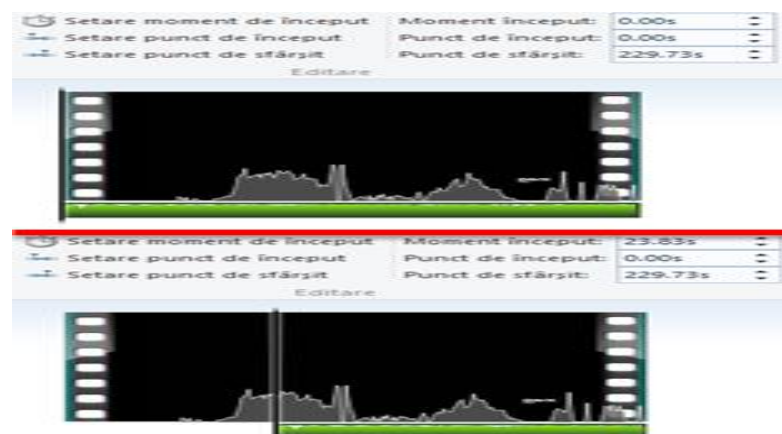 Setare moment de început Moment început: 0.00s
Setare punct de început Punct de început: 0.00s
Setare punct de sfârșit Punct de sfârșit: 229.73s
Editare
Setare moment de început Moment început: 23.83s
Setare punct de început Punct de început: 0.00s
Setare punct de sfârșit Punct de sfârșit: 229.73s
Editare